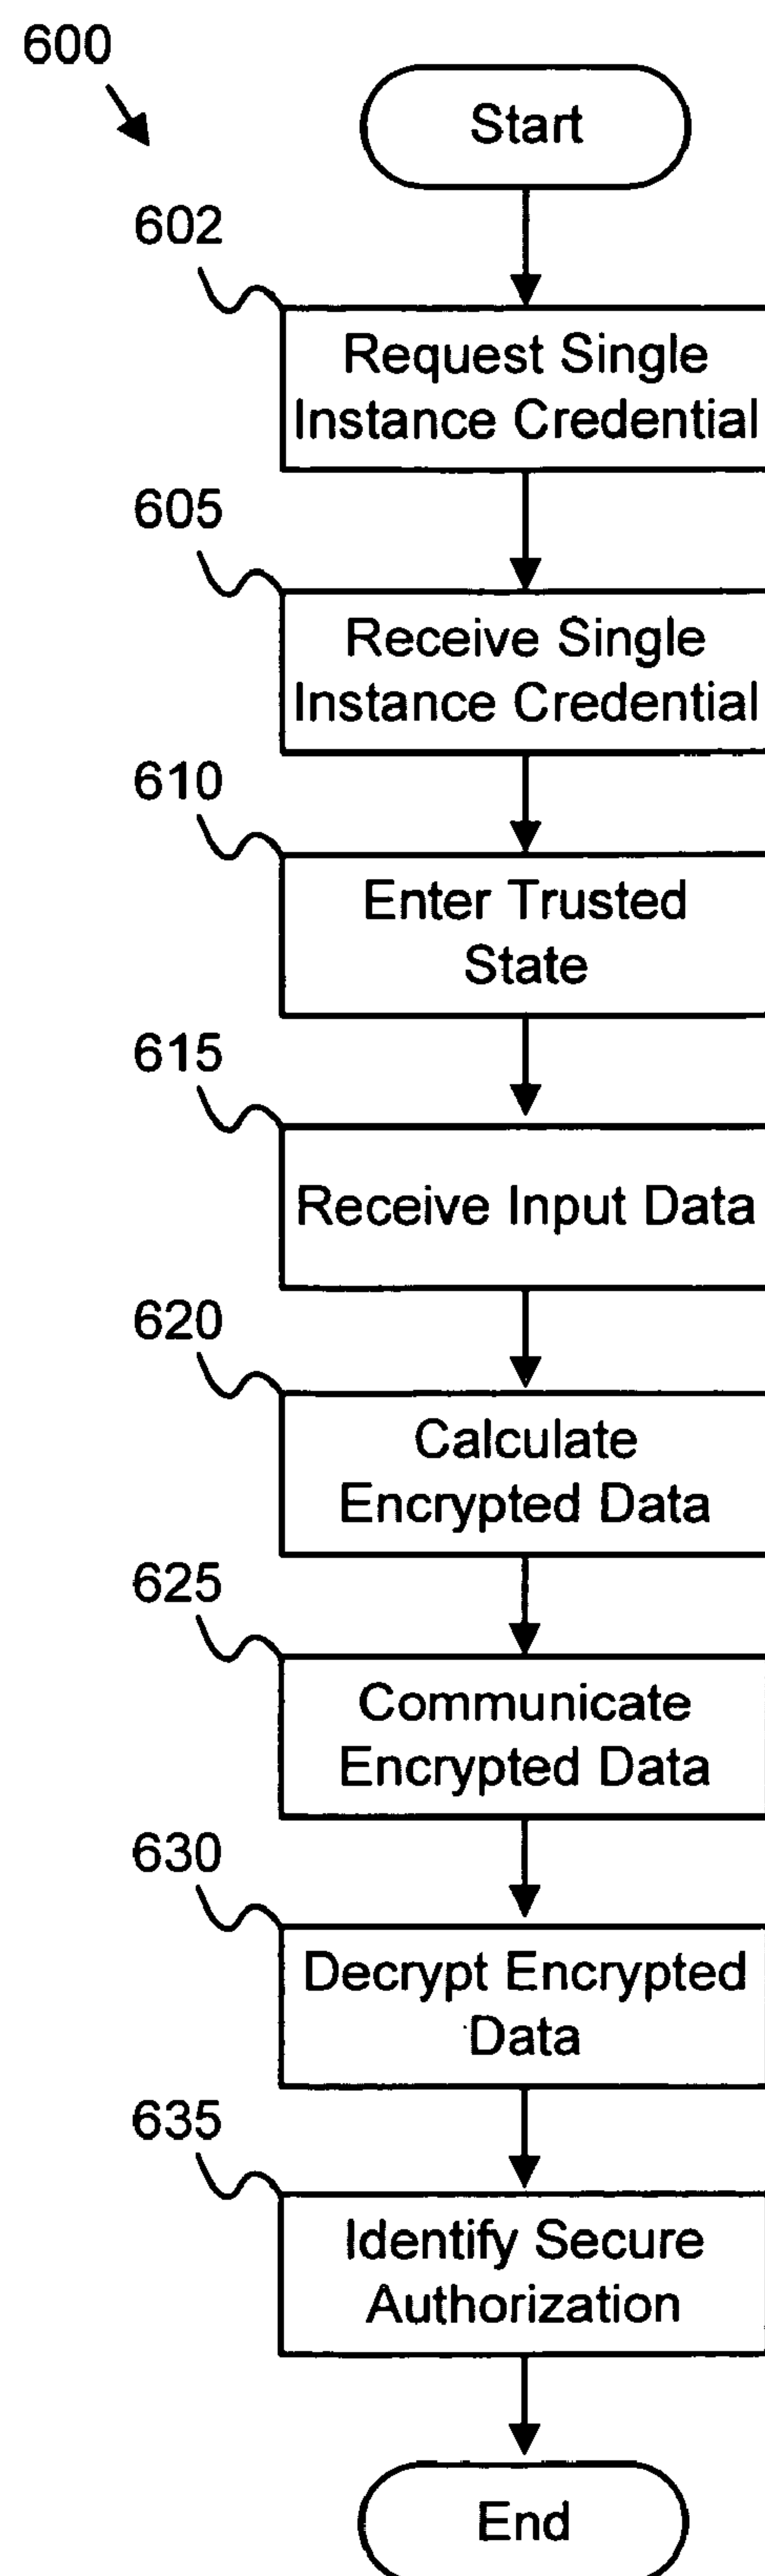 600
Start
602
Request Single
Instance Credential
605
Receive Single
Instance Credential
610
Enter Trusted
State
615
Receive Input Data
620
Calculate
Encrypted Data
625
Communicate
Encrypted Data
630
Decrypt Encrypted
Data
635
Identify Secure
Authorization
End